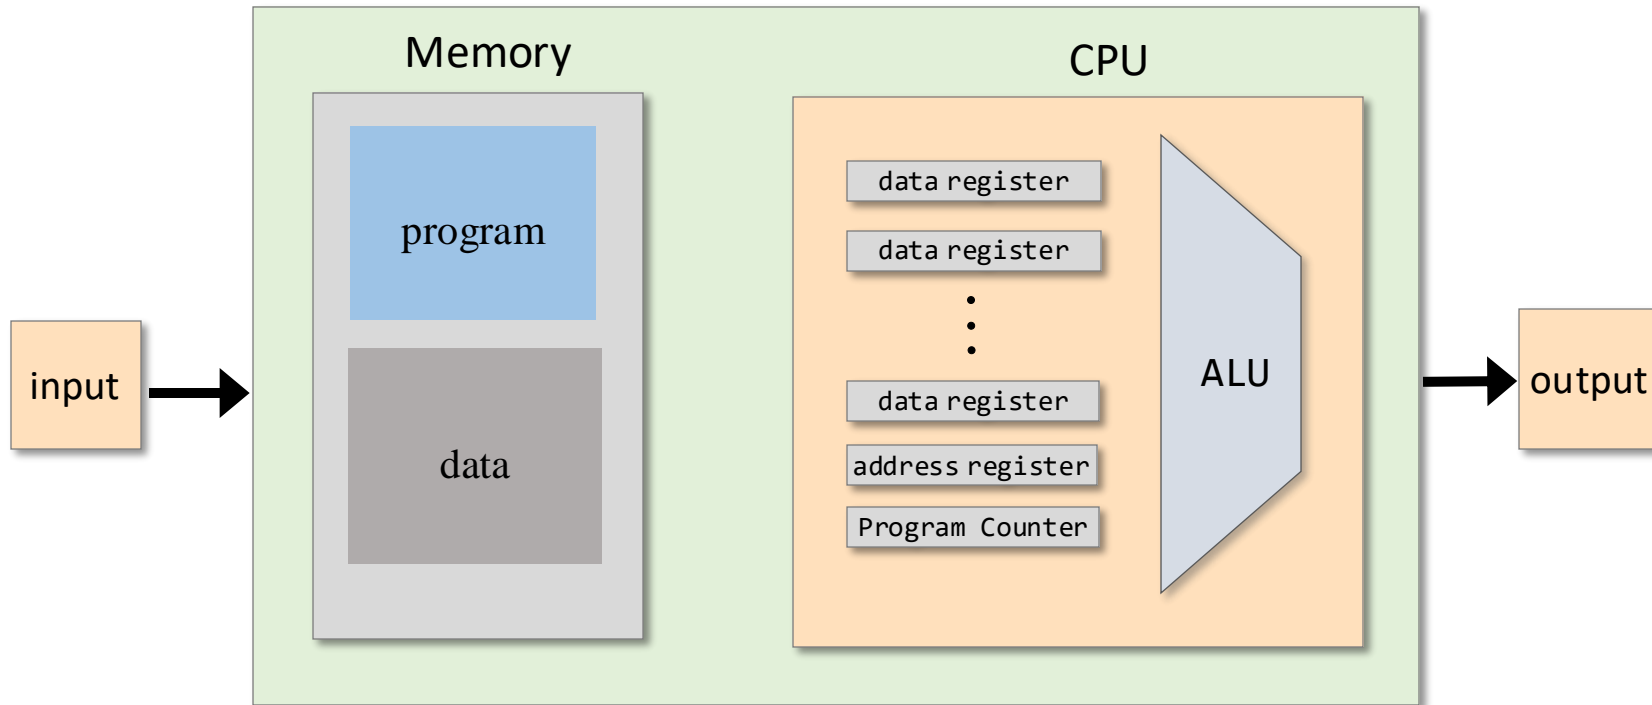 Memory
CPU
program
data
data register
data register
data register
address register
Program Counter
ALU
input
output